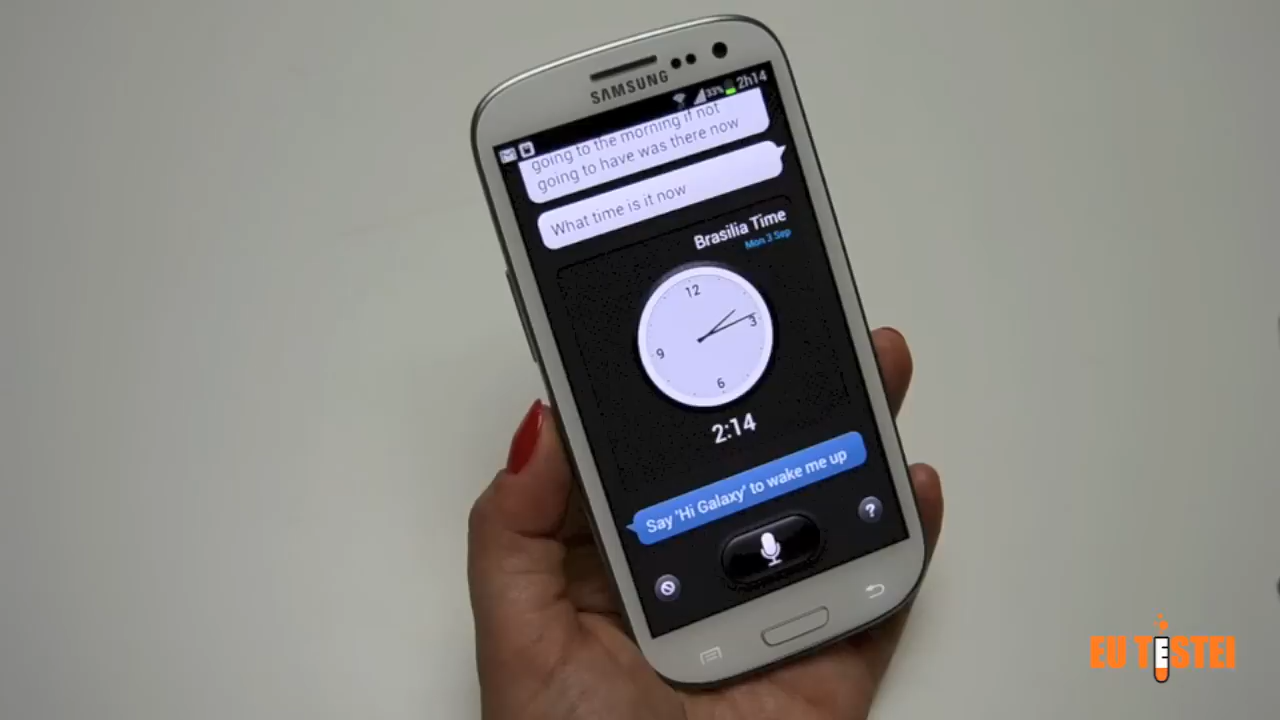 SAMSUNG
33% 2h14
going to the morning if not
going to have was there now
What time is it now
Brasilia Time
Mon 3 Sep
12
3
9
6
2:14
Say 'Hi Galaxy' to wake me up
?
EU TESTEI